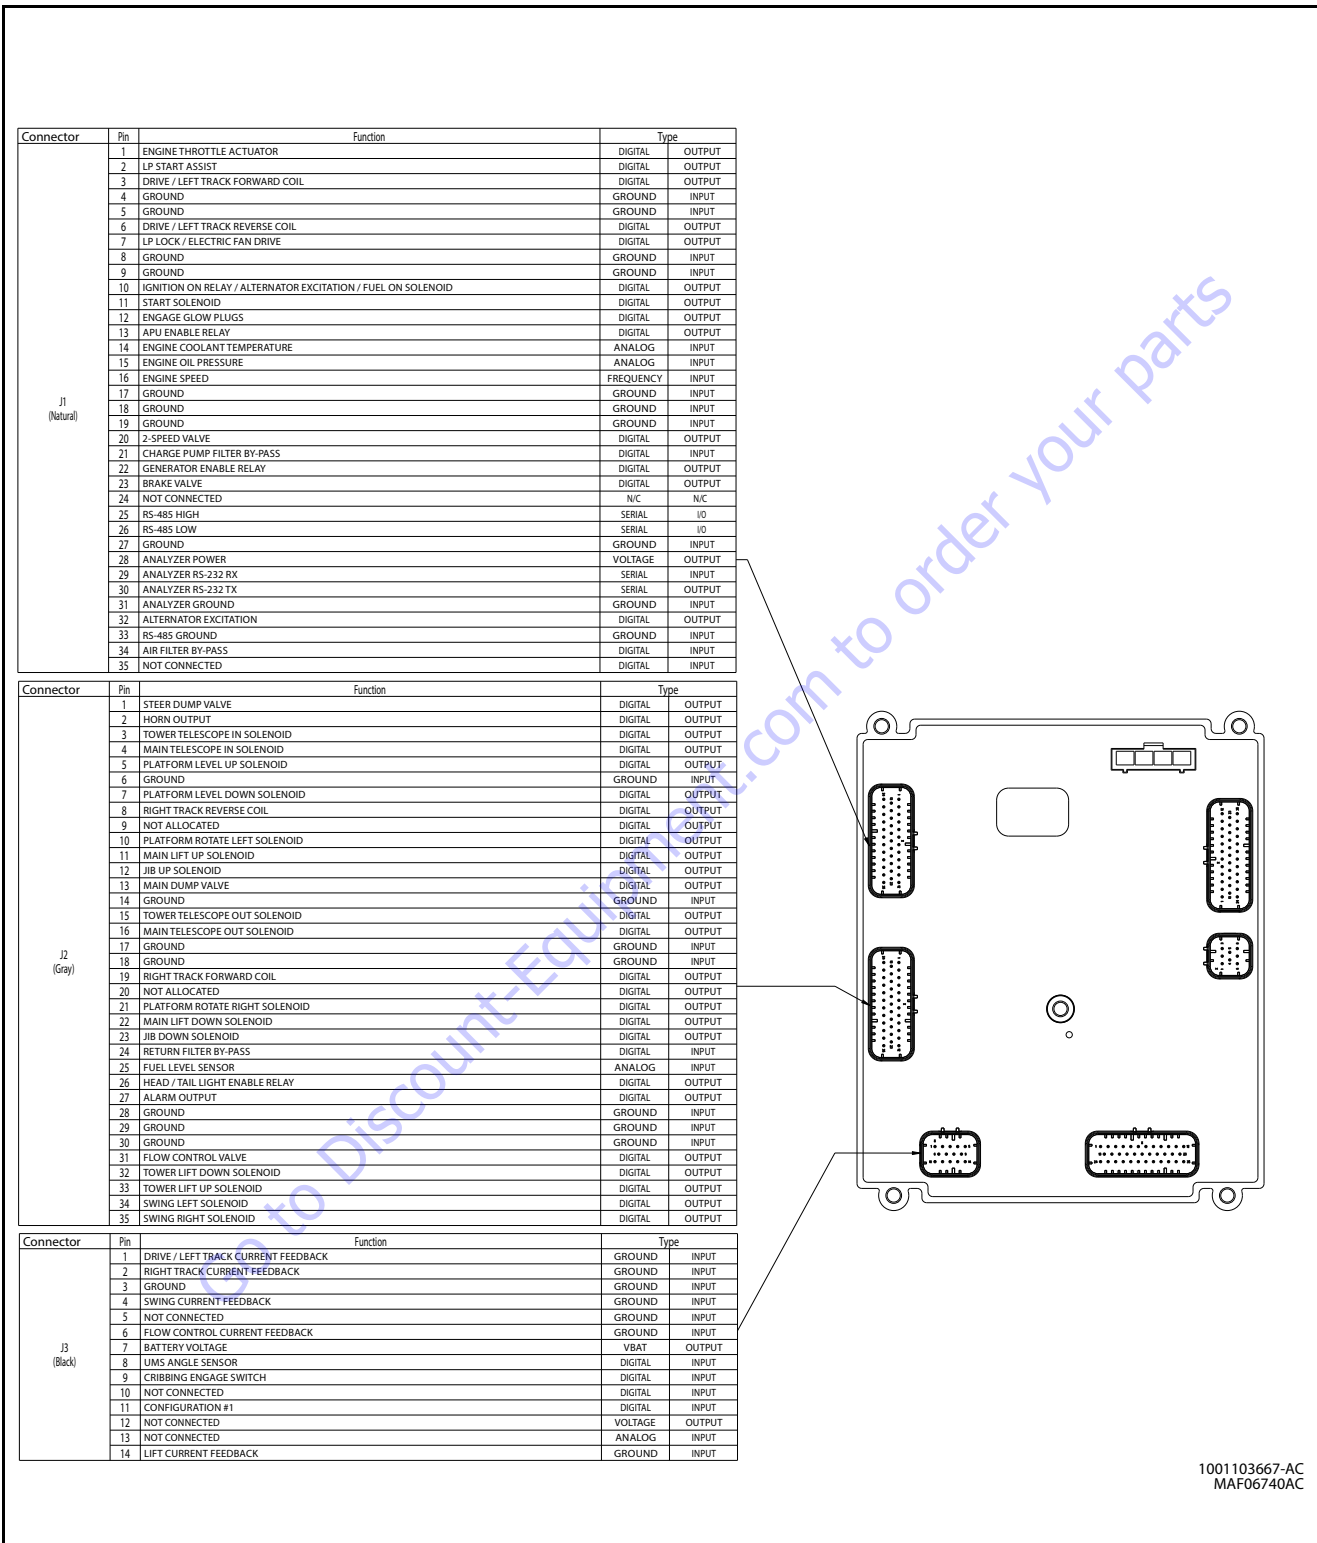 Connector Pin Function Type
1 ENGINE THROTTLE ACTUATOR DIGITAL OUTPUT
2 LP START ASSIST DIGITAL OUTPUT
3 DRIVE / LEFT TRACK FORWARD COIL DIGITAL OUTPUT
4 GROUND GROUND INPUT
5 GROUND GROUND INPUT
6 DRIVE / LEFT TRACK REVERSE COIL DIGITAL OUTPUT
7 LP LOCK / ELECTRIC FAN DRIVE DIGITAL OUTPUT
8 GROUND GROUND INPUT
9 GROUND GROUND INPUT
10 IGNITION ON RELAY / ALTERNATOR EXCITATION / FUEL ON SOLENOID DIGITAL OUTPUT
11 START SOLENOID DIGITAL OUTPUT
12 ENGAGE GLOW PLUGS DIGITAL OUTPUT
13 APU ENABLE RELAY DIGITAL OUTPUT
14 ENGINE COOLANT TEMPERATURE ANALOG INPUT
15 ENGINE OIL PRESSURE ANALOG INPUT
16 ENGINE SPEED FREQUENCY INPUT
17 GROUND GROUND INPUT
J1
(Natural)
18 GROUND GROUND INPUT
19 GROUND GROUND INPUT
20 2-SPEED VALVE DIGITAL OUTPUT
21 CHARGE PUMP FILTER BY-PASS DIGITAL INPUT
22 GENERATOR ENABLE RELAY DIGITAL OUTPUT
23 BRAKE VALVE DIGITAL OUTPUT
24 NOT CONNECTED N/C N/C
25 RS-485 HIGH SERIAL I/O
26 RS-485 LOW SERIAL I/O
27 GROUND GROUND INPUT
28 ANALYZER POWER VOLTAGE OUTPUT
29 ANALYZER RS-232 RX SERIAL INPUT
30 ANALYZER RS-232 TX SERIAL OUTPUT
31 ANALYZER GROUND GROUND INPUT
32 ALTERNATOR EXCITATION DIGITAL OUTPUT
33 RS-485 GROUND GROUND INPUT
34 AIR FILTER BY-PASS DIGITAL INPUT
35 NOT CONNECTED DIGITAL INPUT
Connector Pin Function Type
1 STEER DUMP VALVE DIGITAL OUTPUT
2 HORN OUTPUT DIGITAL OUTPUT
3 TOWER TELESCOPE IN SOLENOID DIGITAL OUTPUT
4 MAIN TELESCOPE IN SOLENOID DIGITAL OUTPUT
5 PLATFORM LEVEL UP SOLENOID DIGITAL OUTPUT
6 GROUND GROUND INPUT
7 PLATFORM LEVEL DOWN SOLENOID DIGITAL OUTPUT
8 RIGHT TRACK REVERSE COIL DIGITAL OUTPUT
9 NOT ALLOCATED DIGITAL OUTPUT
10 PLATFORM ROTATE LEFT SOLENOID DIGITAL OUTPUT
11 MAIN LIFT UP SOLENOID DIGITAL OUTPUT
12 JIB UP SOLENOID DIGITAL OUTPUT
13 MAIN DUMP VALVE DIGITAL OUTPUT
14 GROUND GROUND INPUT
15 TOWER TELESCOPE OUT SOLENOID DIGITAL OUTPUT
16 MAIN TELESCOPE OUT SOLENOID DIGITAL OUTPUT
17 GROUND GROUND INPUT
J2
(Gray)
18 GROUND GROUND INPUT
19 RIGHT TRACK FORWARD COIL DIGITAL OUTPUT
20 NOT ALLOCATED DIGITAL OUTPUT
21 PLATFORM ROTATE RIGHT SOLENOID DIGITAL OUTPUT
22 MAIN LIFT DOWN SOLENOID DIGITAL OUTPUT
23 JIB DOWN SOLENOID DIGITAL OUTPUT
24 RETURN FILTER BY-PASS DIGITAL INPUT
25 FUEL LEVEL SENSOR ANALOG INPUT
26 HEAD / TAIL LIGHT ENABLE RELAY DIGITAL OUTPUT
27 ALARM OUTPUT DIGITAL OUTPUT
28 GROUND GROUND INPUT
29 GROUND GROUND INPUT
30 GROUND GROUND INPUT
31 FLOW CONTROL VALVE DIGITAL OUTPUT
32 TOWER LIFT DOWN SOLENOID DIGITAL OUTPUT
33 TOWER LIFT UP SOLENOID DIGITAL OUTPUT
34 SWING LEFT SOLENOID DIGITAL OUTPUT
35 SWING RIGHT SOLENOID DIGITAL OUTPUT
Connector Pin Function Type
1 DRIVE / LEFT TRACK CURRENT FEEDBACK GROUND INPUT
2 RIGHT TRACK CURRENT FEEDBACK GROUND INPUT
3 GROUND GROUND INPUT
4 SWING CURRENT FEEDBACK GROUND INPUT
5 NOT CONNECTED GROUND INPUT
6 FLOW CONTROL CURRENT FEEDBACK GROUND INPUT
J3
(Black)
7 BATTERY VOLTAGE VBAT OUTPUT
8 UMS ANGLE SENSOR DIGITAL INPUT
9 CRIBBING ENGAGE SWITCH DIGITAL INPUT
10 NOT CONNECTED DIGITAL INPUT
11 CONFIGURATION #1 DIGITAL INPUT
12 NOT CONNECTED VOLTAGE OUTPUT
13 NOT CONNECTED ANALOG INPUT
14 LIFT CURRENT FEEDBACK GROUND INPUT
Go to Discount-Equipment.com to order your parts
1001103667-AC
MAF06740AC